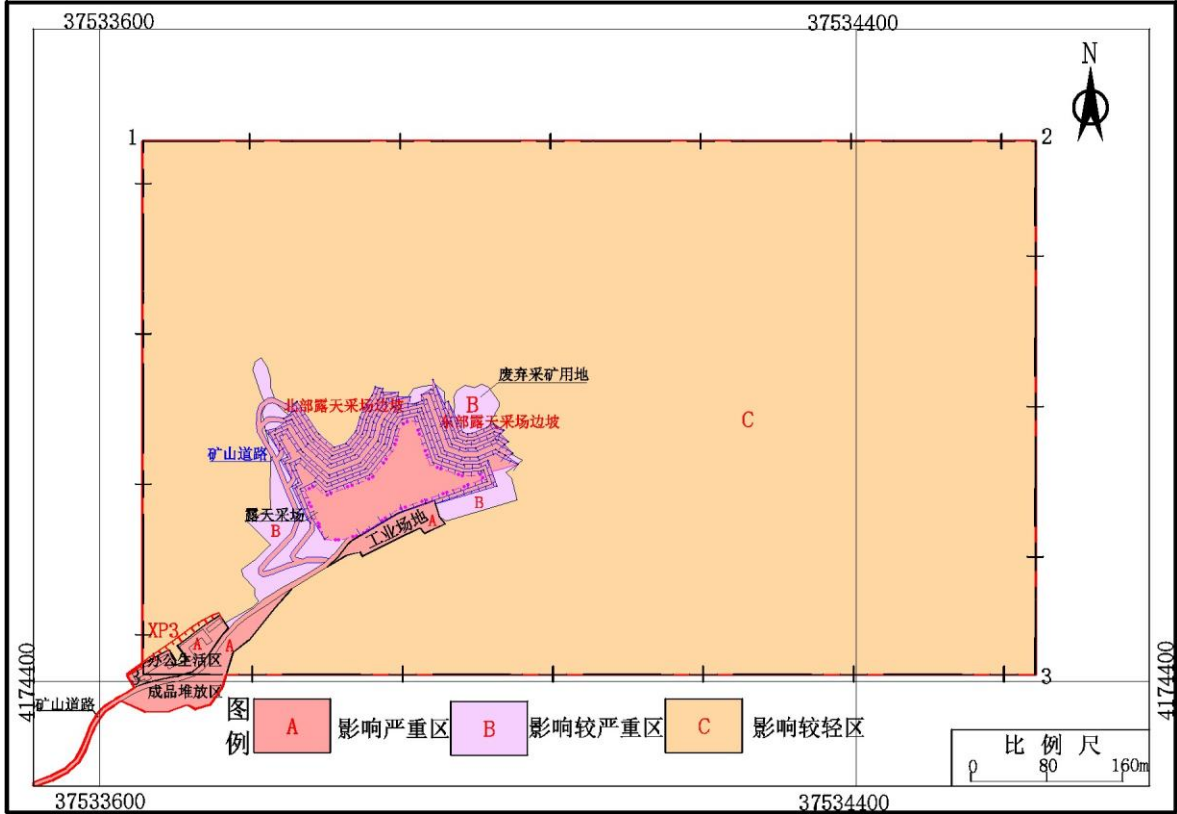 37533600
37534400
N
1
2
废弃采矿用地
北部露天采场边坡
B
东部露天采场边坡
C
矿山道路
露天采场
B
B
A
工业场地
XP3
A
A
办公生活区
3
3
成品堆放区
矿山道路
4174400
4174400
图例
A
影响严重区
B
影响较严重区
C
影响较轻区
比例尺
0
80
160m
37533600
37534400